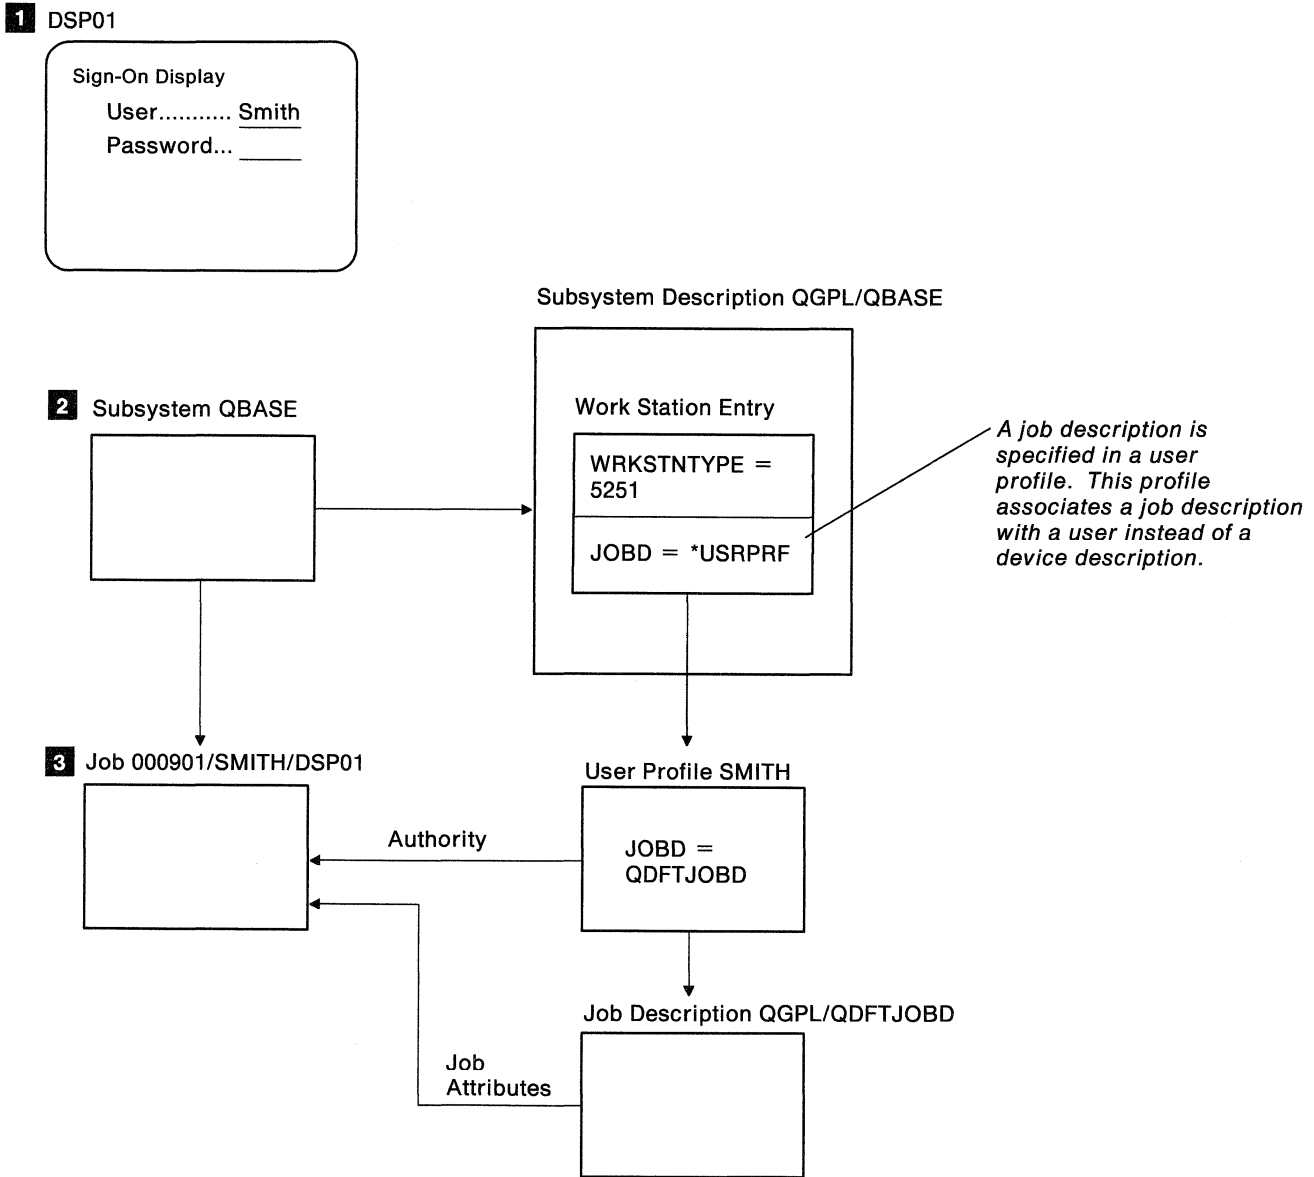 1 DSP01
Sign-On Display
User........... Smith
Password...
Subsystem Description QGPL/QBASE
2 Subsystem QBASE
Work Station Entry
WRKSTNTYPE =
5251
JOBD = *USRPRF
A job description is
specified in a user
profile. This profile
associates a job description
with a user instead of a
device description.
3 Job 000901/SMITH/DSP01
User Profile SMITH
Authority
JOBD =
QDFTJOBD
Job Description QGPL/QDFTJOBD
Job
Attributes